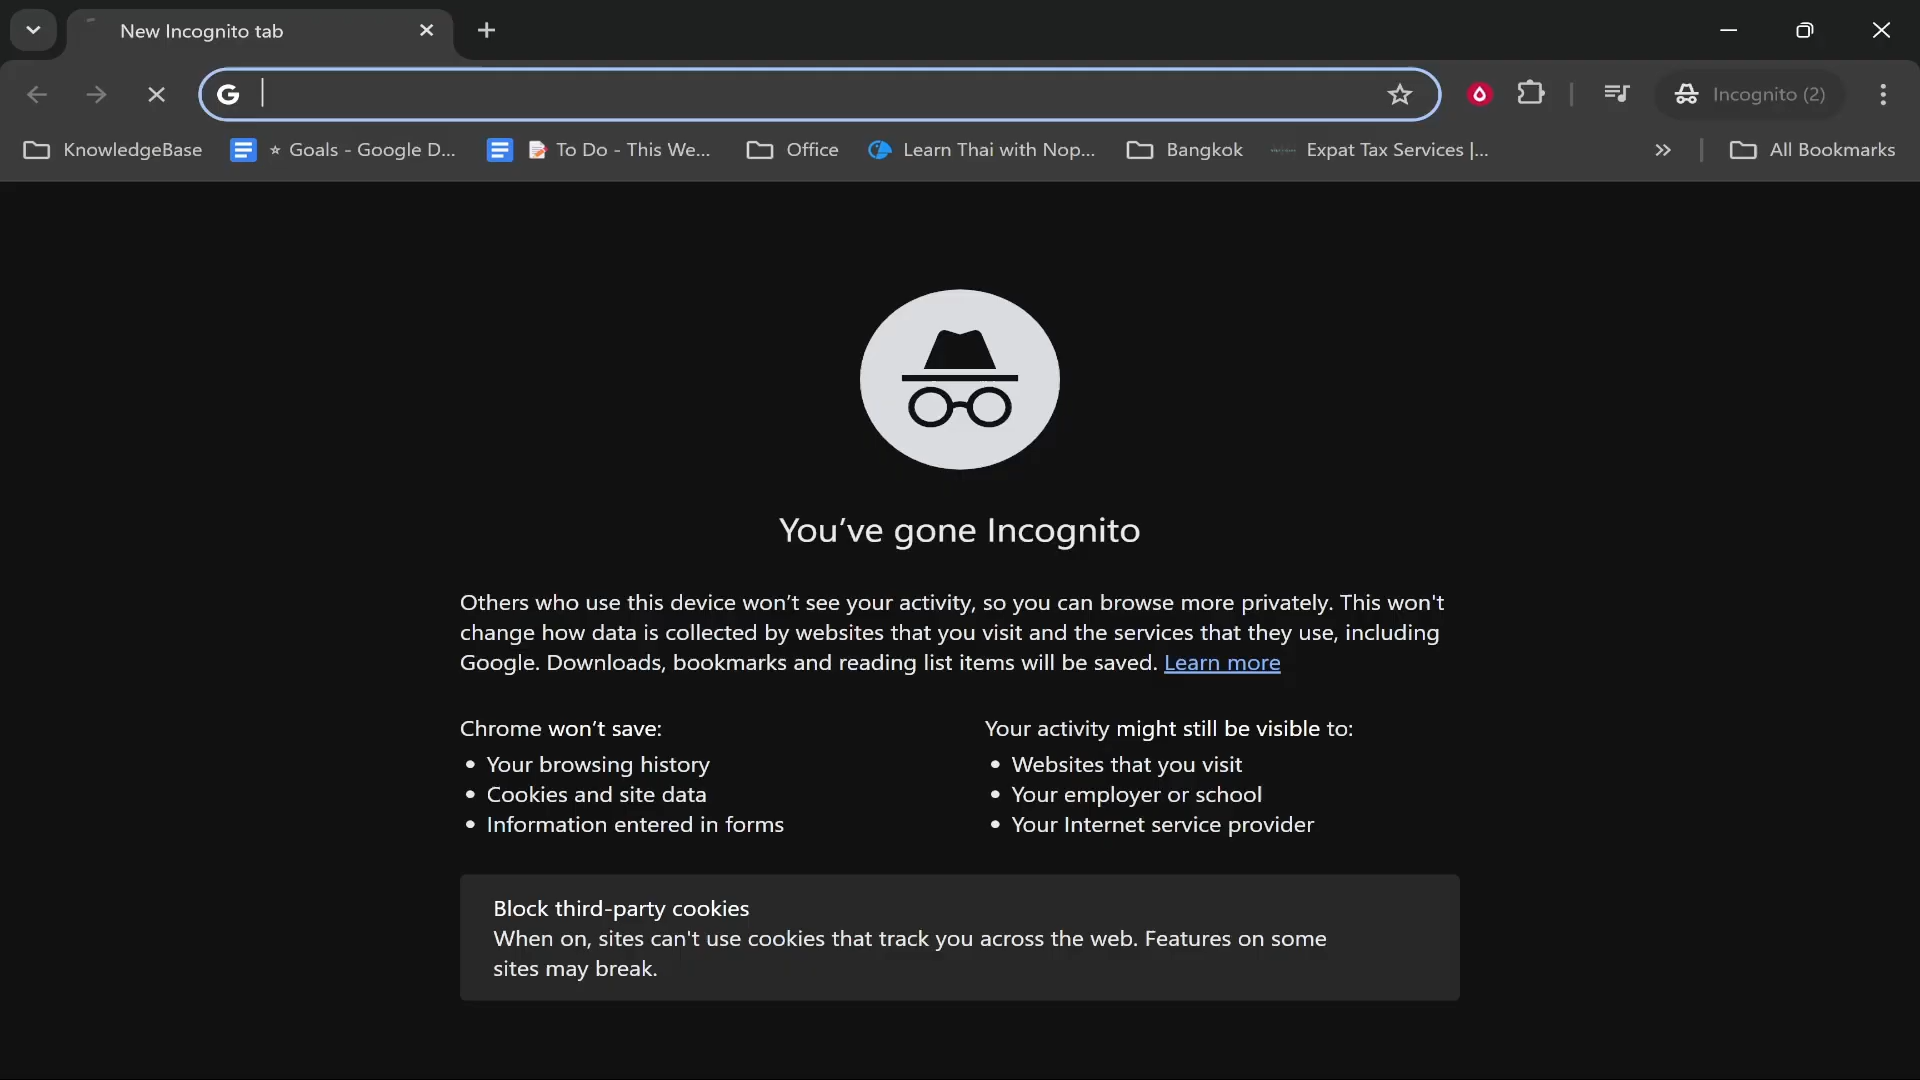 New Incognito tab
Incognito (2)
KnowledgeBase
⭐ Goals - Google D...
📝 To Do - This We...
Office
Learn Thai with Nop...
Bangkok
Expat Tax Services |...
All Bookmarks
You’ve gone Incognito
Others who use this device won’t see your activity, so you can browse more privately. This won't
change how data is collected by websites that you visit and the services that they use, including
Google. Downloads, bookmarks and reading list items will be saved. Learn more
Chrome won’t save:
• Your browsing history
• Cookies and site data
• Information entered in forms
Your activity might still be visible to:
• Websites that you visit
• Your employer or school
• Your Internet service provider
Block third-party cookies
When on, sites can't use cookies that track you across the web. Features on some
sites may break.